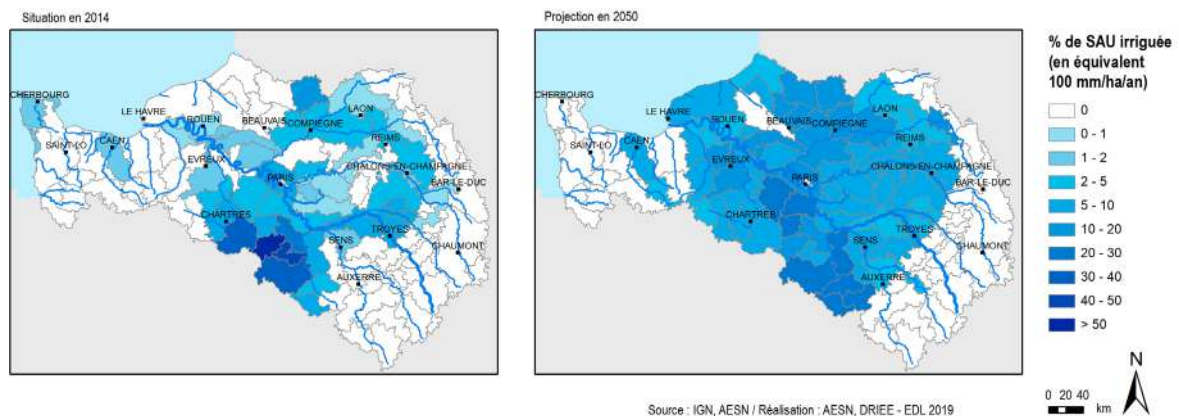 Situation en 2014
CHERBOURG
LE HAVRE
ROUEN
BEAUVAIS
COMPIEGNE
LAON
SAINT-LO
CAEN
EVREUX
REIMS
CHALONS-EN-CHAMPAGNE
PARIS
BAR-LE-DUC
CHARTRES
TROYES
SENS
CHAUMONT
AUXERRE
Projection en 2050
CHERBOURG
LE HAVRE
ROUEN
BEAUVAIS
COMPIEGNE
LAON
SAINT-LO
CAEN
EVREUX
REIMS
CHALONS-EN-CHAMPAGNE
PARIS
BAR-LE-DUC
CHARTRES
TROYES
SENS
CHAUMONT
AUXERRE
% de SAU irriguée
(en équivalent
100 mm/ha/an)
0
0 - 1
1 - 2
2 - 5
5 - 10
10 - 20
20 - 30
30 - 40
40 - 50
> 50
N
0 20 40
km
Source : IGN, AESN / Réalisation : AESN, DRIEE - EDL 2019